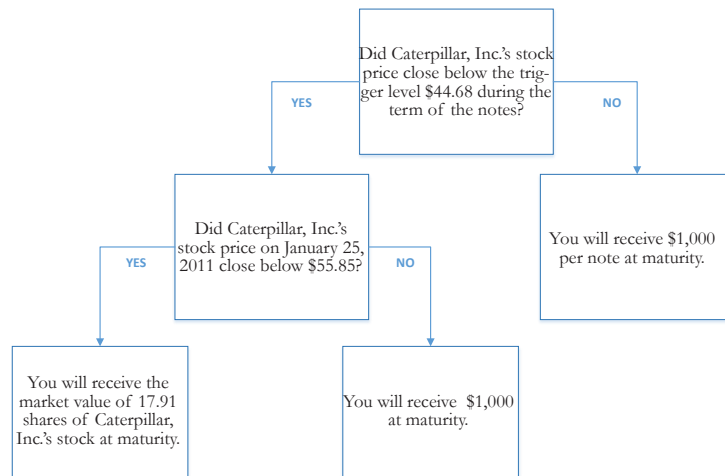 Did Caterpillar, Inc.'s stock
price close below the trig-
ger level $44.68 during the
term of the notes?
YES
NO
Did Caterpillar, Inc.'s
stock price on January 25,
2011 close below $55.85?
You will receive $1,000
per note at maturity.
YES
NO
You will receive the
market value of 17.91
shares of Caterpillar,
Inc.'s stock at maturity.
You will receive $1,000
at maturity.